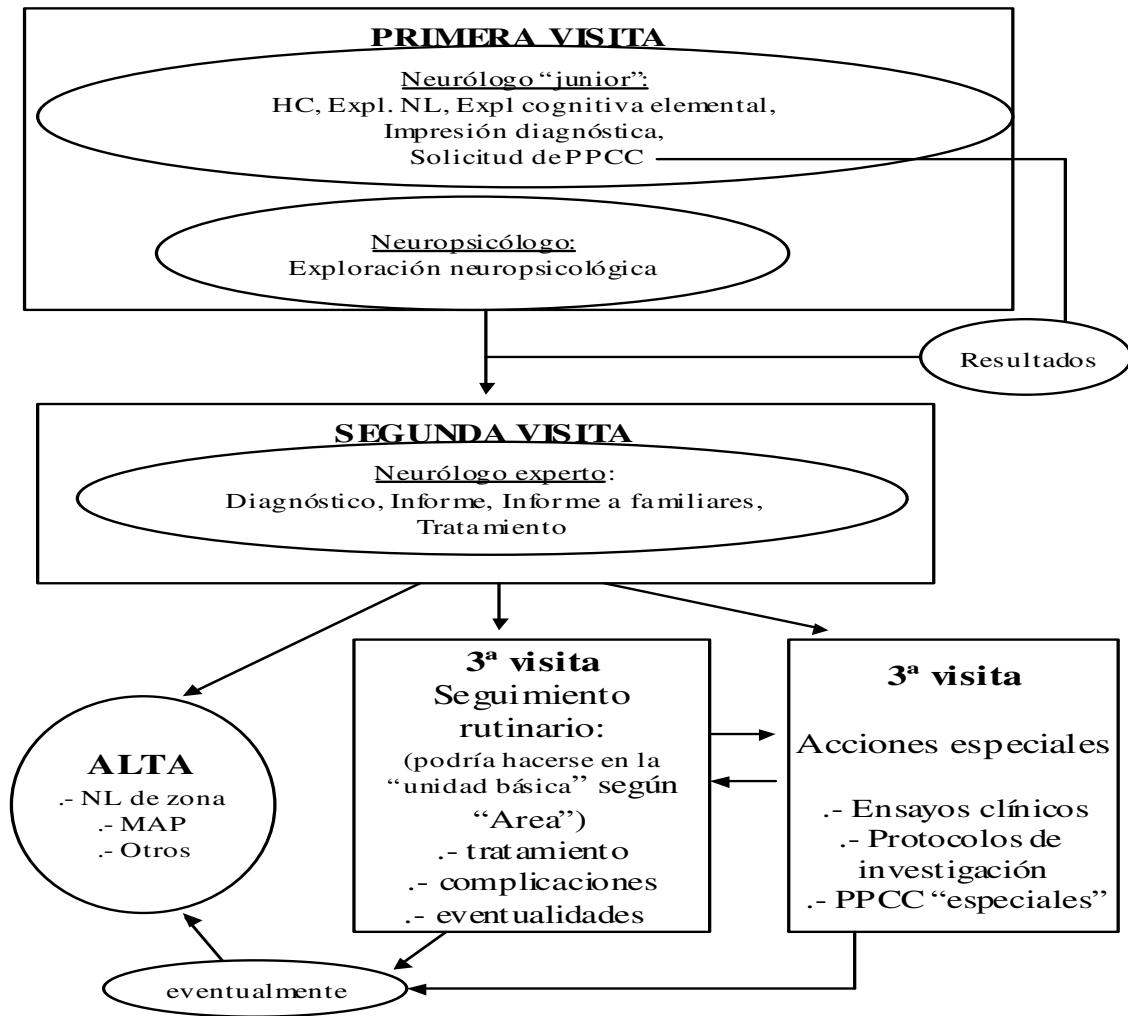 PRIMERA VISITA
Neurólogo “junior”:
HC, Expl. NL, Expl cognitiva elemental,
Impresión diagnóstica,
Solicitud de PPCC
Neuropsicólogo:
Exploración neuropsicológica
Resultados
SEGUNDA VISITA
Neurólogo experto:
Diagnóstico, Informe, Informe a familiares,
Tratamiento
ALTA
.- NL de zona
.- MAP
.- Otros
3ª visita
Seguimiento
rutinario:
(podría hacerse en la
“unidad básica” según
“Area”)
.- tratamiento
.- complicaciones
.- eventualidades
3ª visita
Acciones especiales
.- Ensayos clínicos
.- Protocolos de
investigación
.- PPCC “especiales”
eventualmente